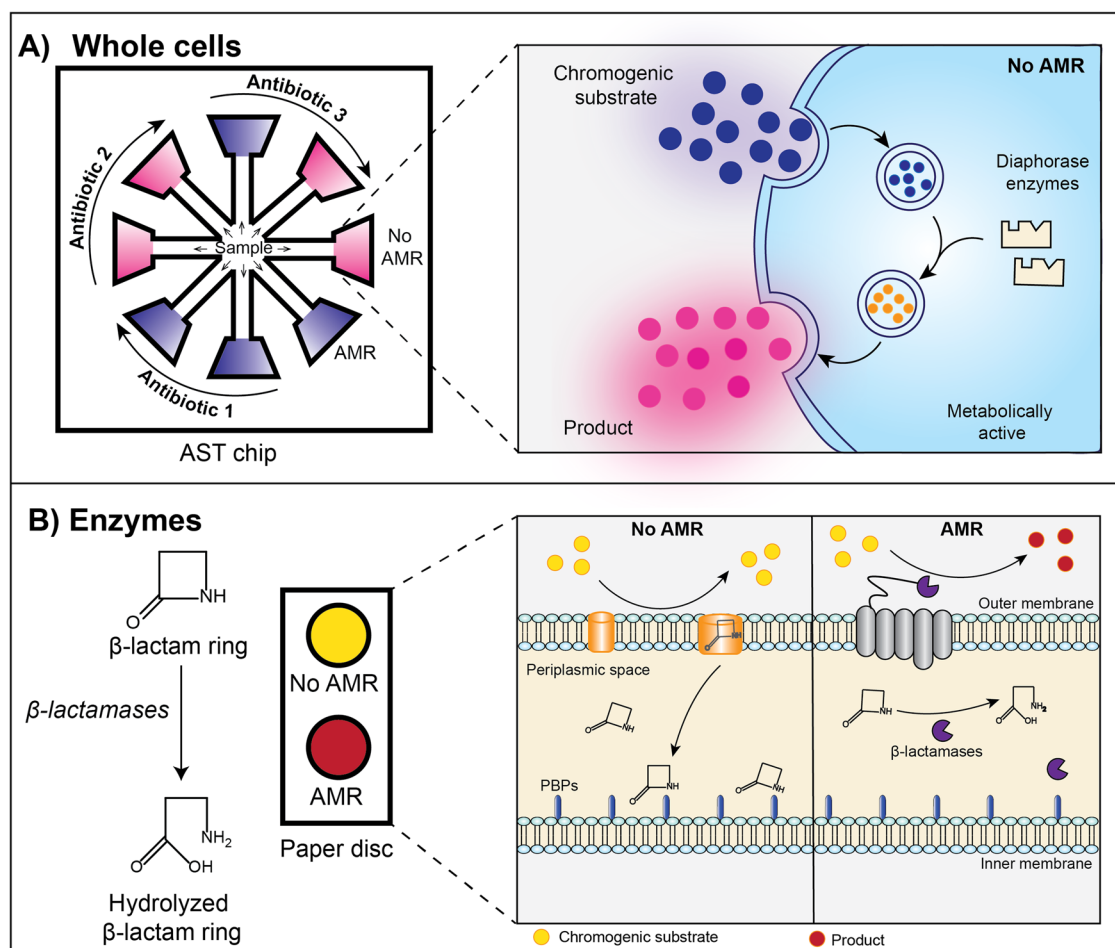 A) Whole cells
Antibiotic 3
Antibiotic 2
Sample
No
AMR
AMR
Antibiotic 1
AST chip
Chromogenic
substrate
No AMR
Diaphorase
enzymes
Product
Metabolically
active
B) Enzymes
O
NH
β-lactam ring
β-lactamases
O
NH2
OH
Hydrolyzed
β-lactam ring
No AMR
AMR
Paper disc
No AMR
O
NH
Periplasmic space
O
NH
PBPs
O
NH
O
NH
AMR
Outer membrane
O
NH
O
NH2
OH
β-lactamases
Inner membrane
Chromogenic substrate
Product